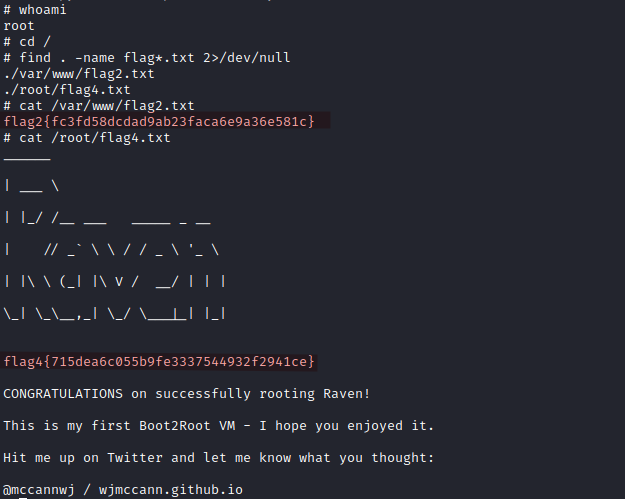 # whoami
root
# cd /
# find . -name flag*.txt 2>/dev/null
./var/www/flag2.txt
./root/flag4.txt
# cat /var/www/flag2.txt
flag2{fc3fd58dcdad9ab23faca6e9a36e581c}
# cat /root/flag4.txt
______
| ___ \
| |_/ /__ ___   _____ _ __
|    // _` \ \ / / _ \ '_ \
| |\ \ (_| |\ V /  __/ | | |
\_| \_\__,_| \_/ \___|_| |_|
flag4{715dea6c055b9fe3337544932f2941ce}
CONGRATULATIONS on successfully rooting Raven!
This is my first Boot2Root VM - I hope you enjoyed it.
Hit me up on Twitter and let me know what you thought:
@mccannwj / wjmccann.github.io